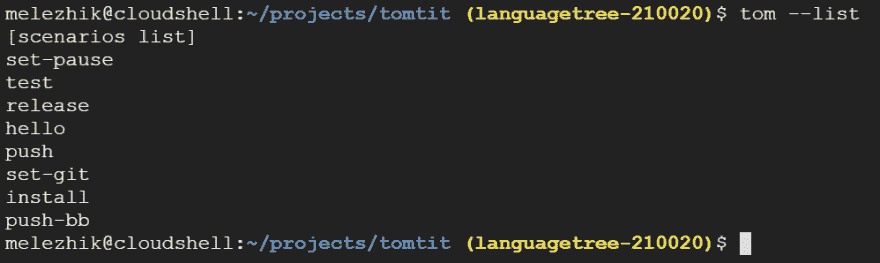 melezhik@cloudshell:~/projects/tomtit (languagetree-210020)$ tom --list
[scenarios list]
set-pause
test
release
hello
push
set-git
install
push-bb
melezhik@cloudshell:~/projects/tomtit (languagetree-210020)$